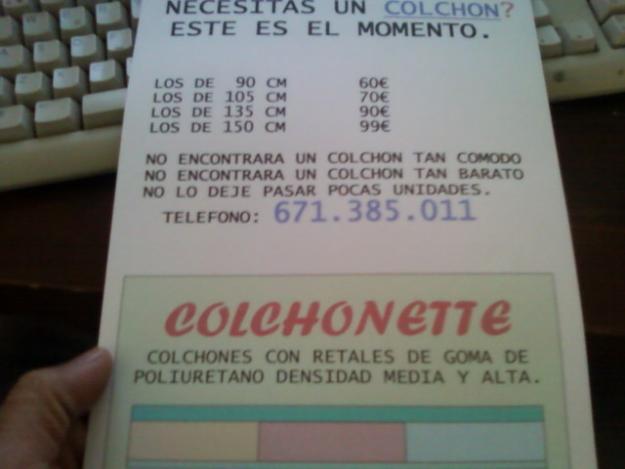 NECESITAS UN COLCHON?
ESTE ES EL MOMENTO.
LOS DE 90 CM 60€
LOS DE 105 CM 70€
LOS DE 135 CM 90€
LOS DE 150 CM 99€
NO ENCONTRARA UN COLCHON TAN COMODO
NO ENCONTRARA UN COLCHON TAN BARATO
NO LO DEJE PASAR POCAS UNIDADES.
TELEFONO: 671.385.011
COLCHONETTE
COLCHONES CON RETALES DE GOMA DE
POLIURETANO DENSIDAD MEDIA Y ALTA.